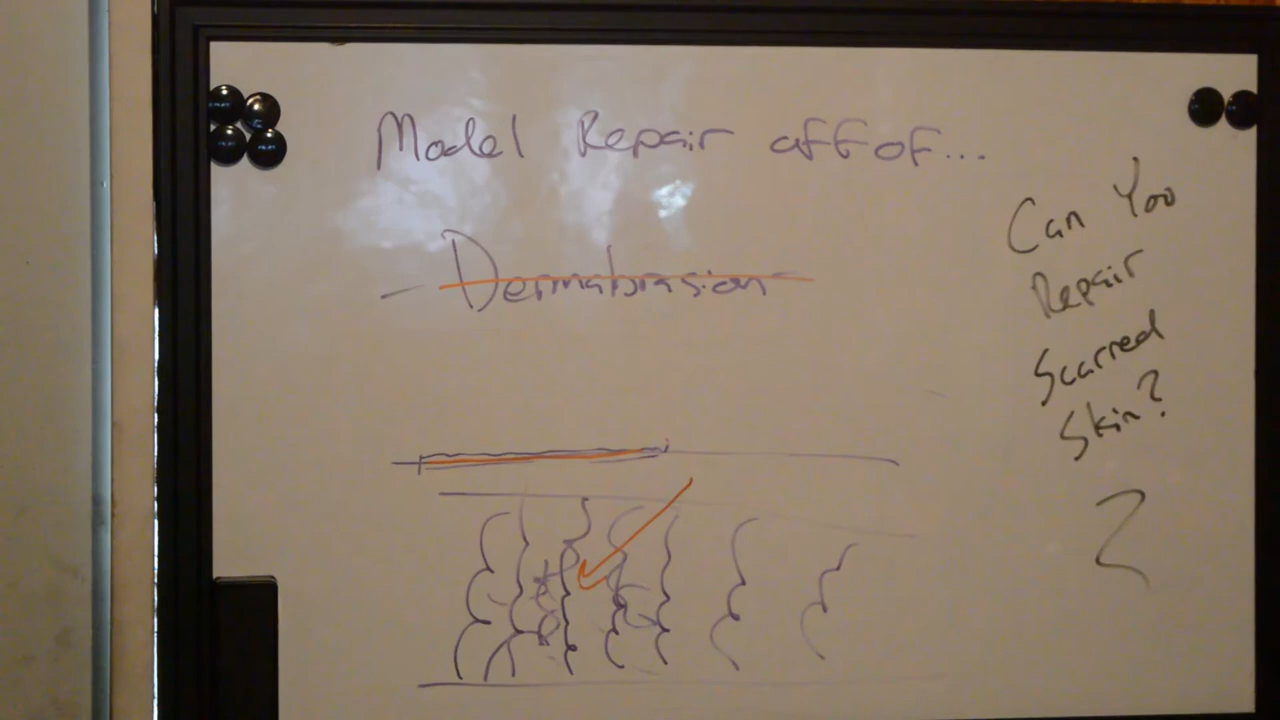 Model Repair off of...
- Dermabrasion
Can You
Repair
Scarred
Skin?